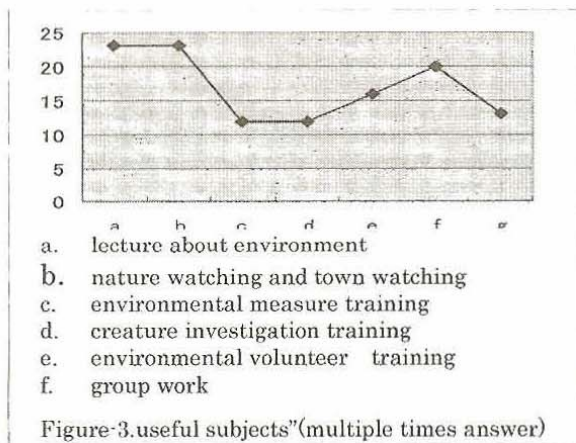 25
20
15
10
5
0
a b c d e f g
a. lecture about environment
b. nature watching and town watching
c. environmental measure training
d. creature investigation training
e. environmental volunteer training
f. group work
Figure-3.useful subjects”(multiple times answer)